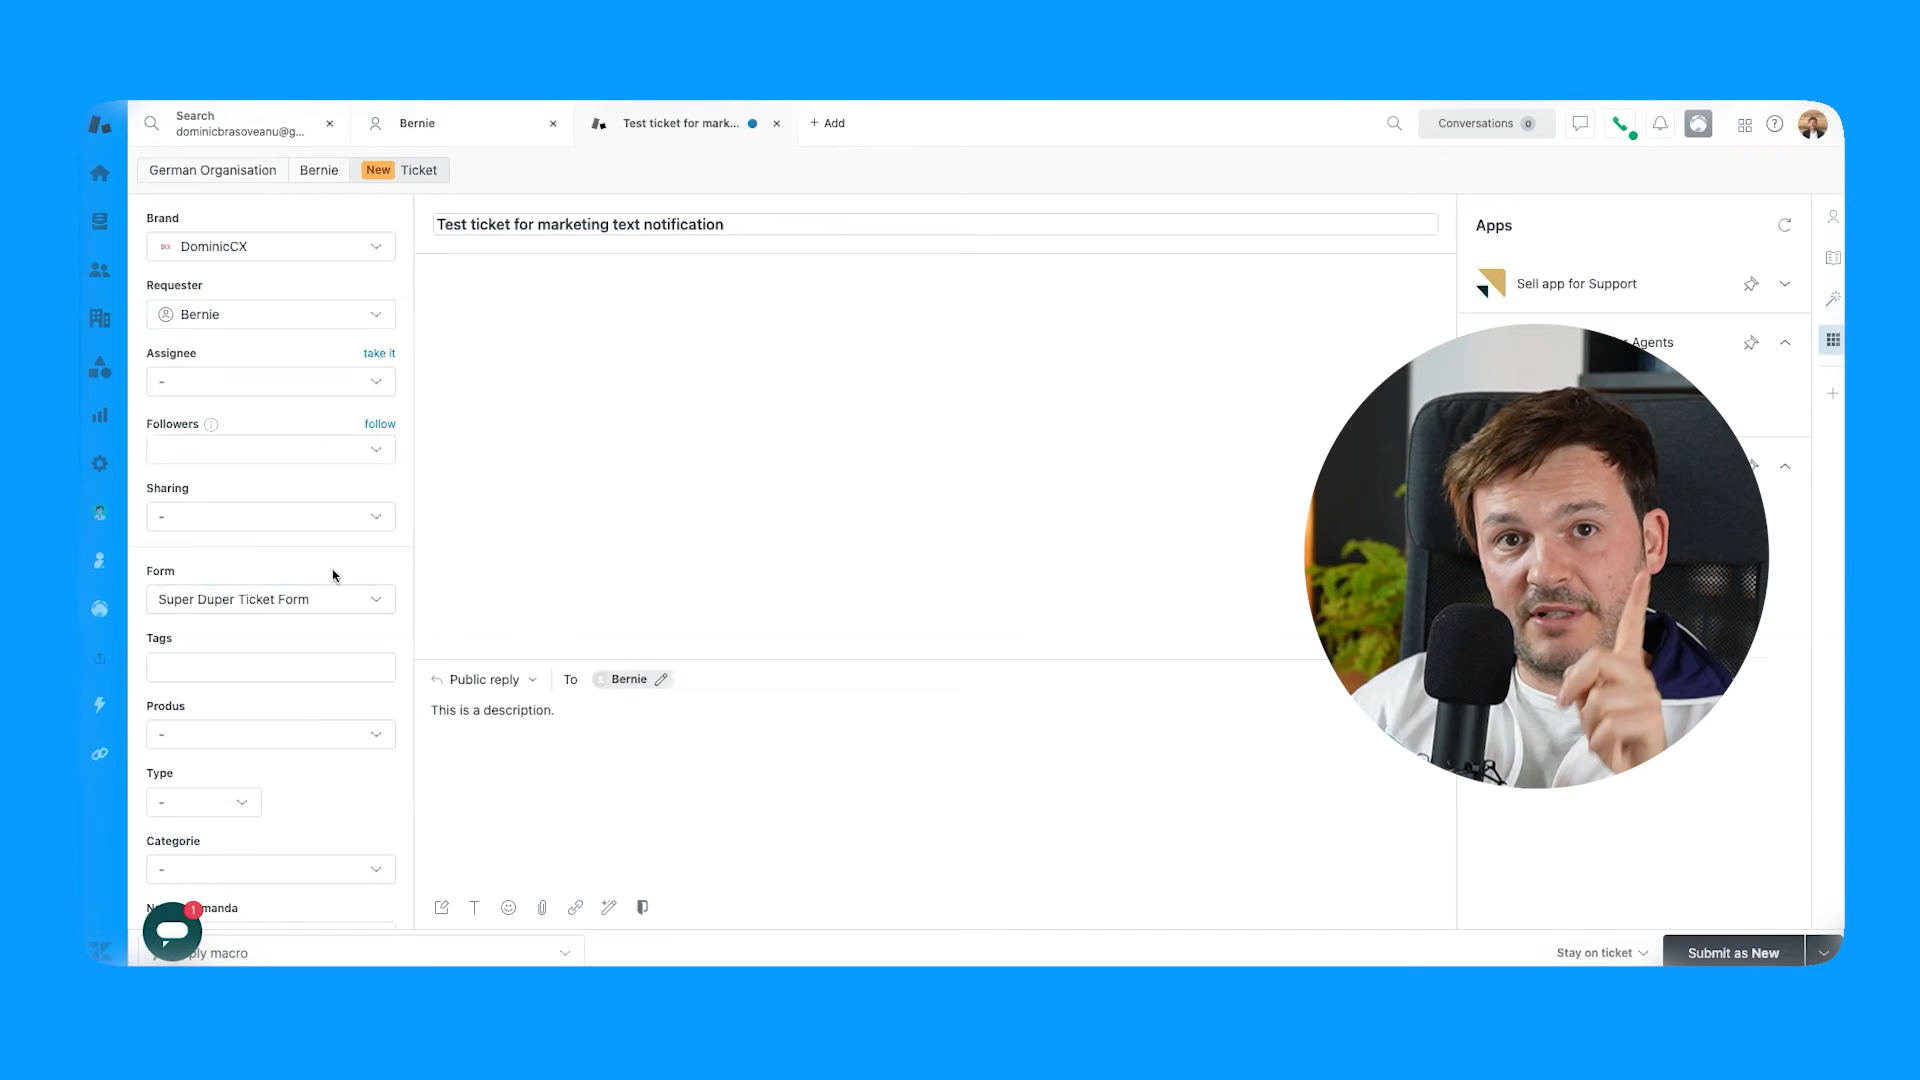 Search
dominicbrasoveanu@g...
Bernie
Test ticket for mark...
+ Add
Conversations 0
German Organisation
Bernie
New Ticket
Brand
DominicCX
Requester
Bernie
Assignee
take it
-
Followers
follow
Sharing
-
Form
Super Duper Ticket Form
Tags
Produs
-
Type
-
Categorie
-
manda
1
macro
Test ticket for marketing text notification
Public reply
To
Bernie
This is a description.
Apps
Sell app for Support
Agents
Stay on ticket
Submit as New